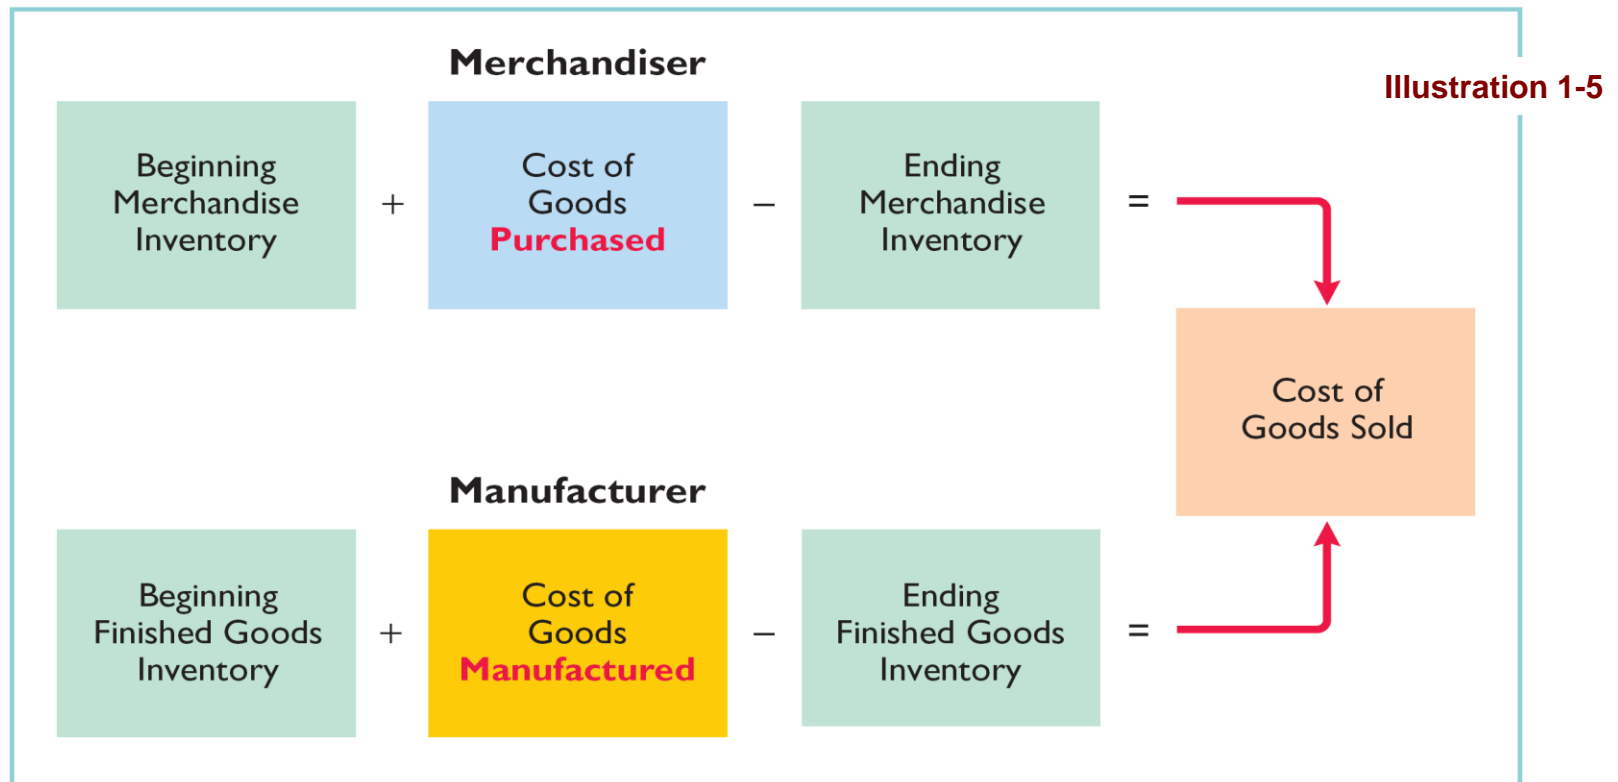 Merchandiser
Illustration 1-5
Beginning
Merchandise
Inventory
+
Cost of
Goods
Purchased
–
Ending
Merchandise
Inventory
=
Cost of
Goods Sold
Manufacturer
Beginning
Finished Goods
Inventory
+
Cost of
Goods
Manufactured
–
Ending
Finished Goods
Inventory
=